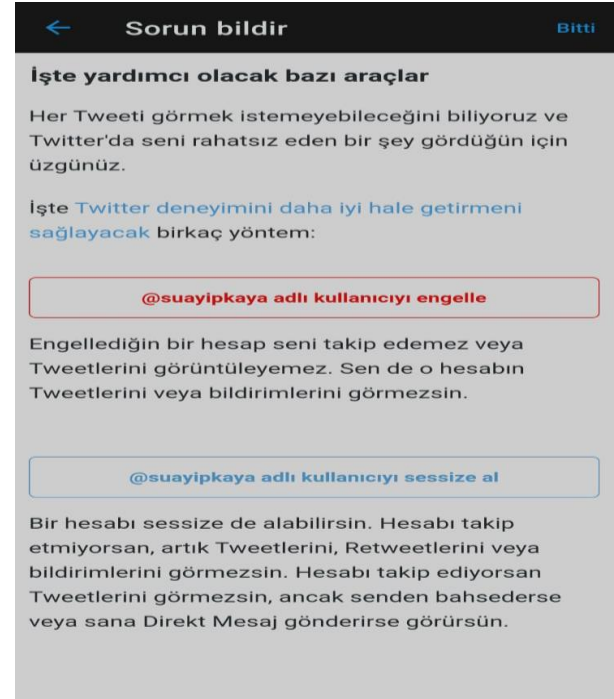 Sorun bildir
Bitti
İşte yardımcı olacak bazı araçlar
Her Tweeti görmek istemeyebileceğini biliyoruz ve
Twitter'da seni rahatsız eden bir şey gördüğün için
üzgünüz.
İşte Twitter deneyimini daha iyi hale getirmeni
sağlayacak birkaç yöntem:
@suayipkaya adlı kullanıcıyı engelle
Engellediğin bir hesap seni takip edemez veya
Tweetlerini görüntüleyemez. Sen de o hesabın
Tweetlerini veya bildirimlerini görmezsin.
@suayipkaya adlı kullanıcıyı sessize al
Bir hesabı sessize de alabilirsin. Hesabı takip
etmiyorsan, artık Tweetlerini, Retweetlerini veya
bildirimlerini görmezsin. Hesabı takip ediyorsan
Tweetlerini görmezsin, ancak senden bahsederse
veya sana Direkt Mesaj gönderirse görürsün.